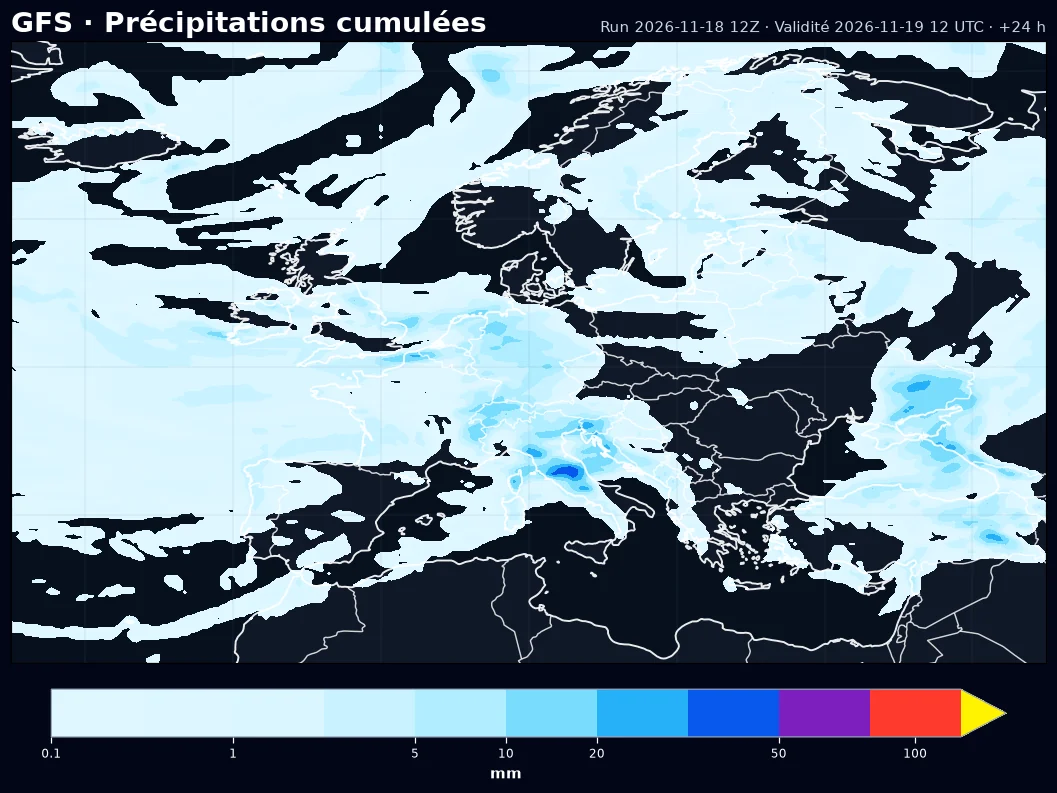 GFS · Précipitations cumulées
Run 2026-11-18 12Z · Validité 2026-11-19 12 UTC · +24 h
0.1 1 5 10 20 50 100
mm